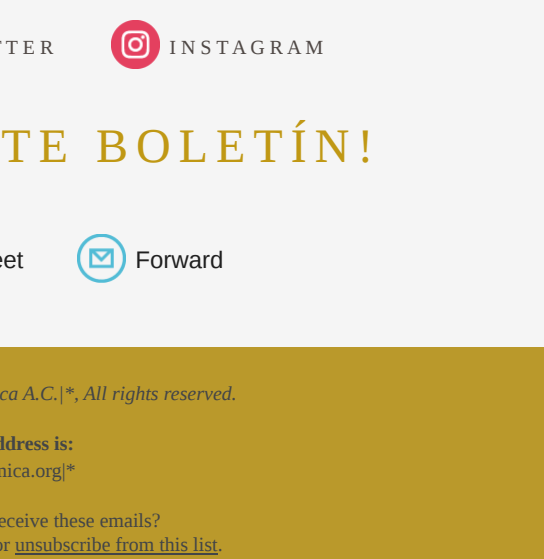 TTER INSTAGRAM
TE BOLETÍN!
eet Forward
ca A.C.|*, All rights reserved.
ddress is:
nica.org|*
eceive these emails?
or unsubscribe from this list.